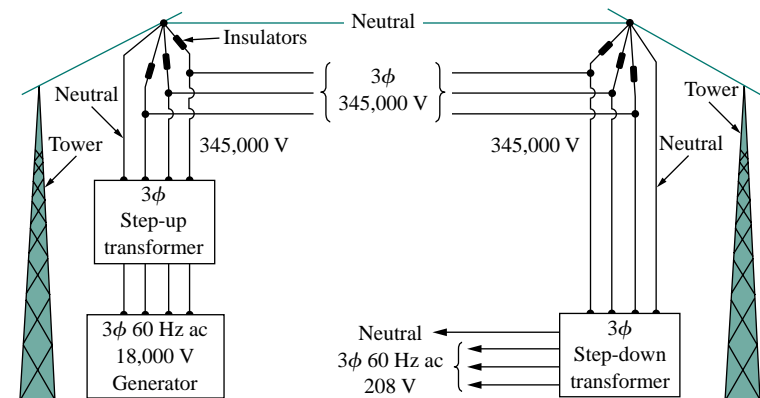 Neutral
Insulators
3ϕ
345,000 V
Neutral
Tower
345,000 V
345,000 V
Tower
Neutral
3ϕ
Step-up
transformer
3ϕ 60 Hz ac
18,000 V
Generator
Neutral
3ϕ 60 Hz ac
208 V
3ϕ
Step-down
transformer